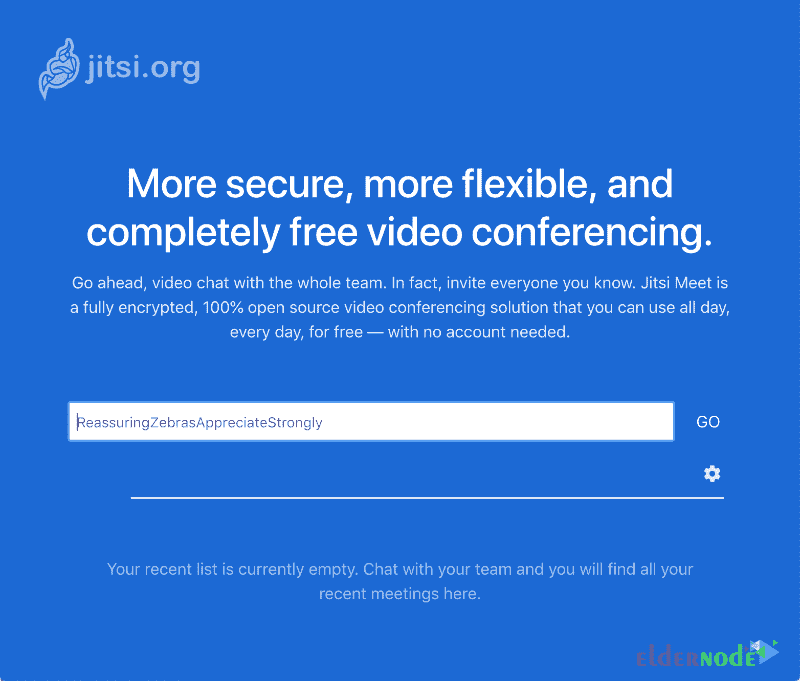 jitsi.org
More secure, more flexible, and
completely free video conferencing.
Go ahead, video chat with the whole team. In fact, invite everyone you know. Jitsi Meet is
a fully encrypted, 100% open source video conferencing solution that you can use all day,
every day, for free — with no account needed.
ReassuringZebrasAppreciateStrongly
GO
Your recent list is currently empty. Chat with your team and you will find all your
recent meetings here.
elderNODE